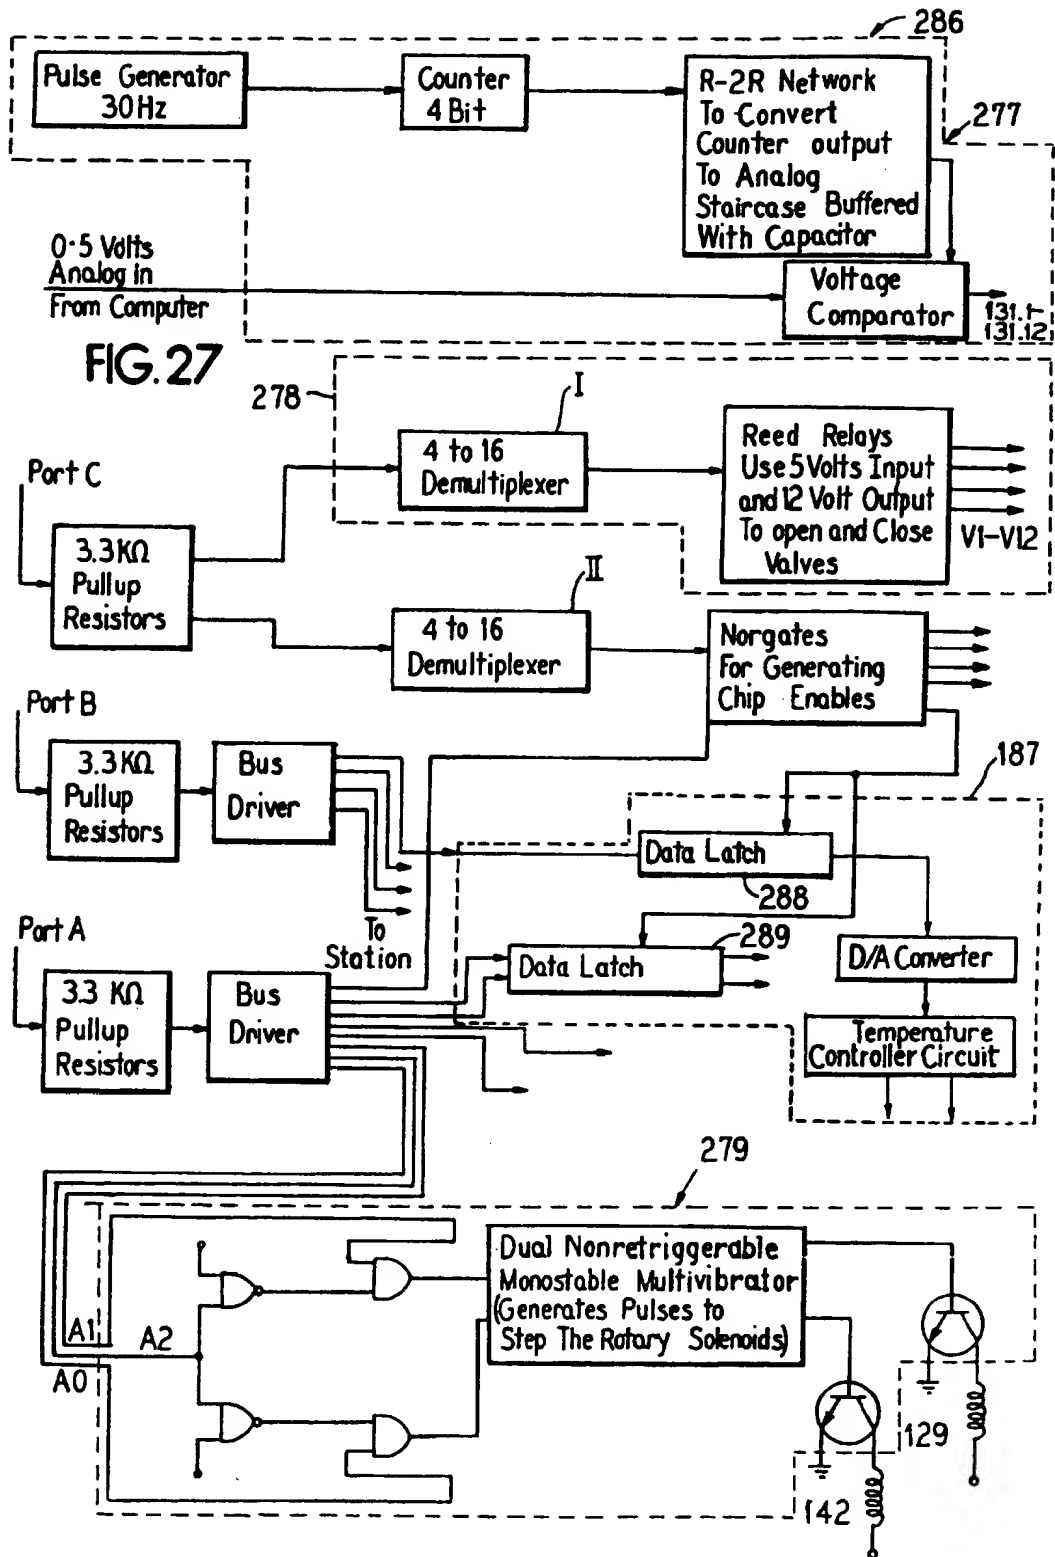 286
Pulse Generator
30Hz
Counter
4 Bit
R-2R Network
To Convert
Counter output
To Analog
Staircase Buffered
With Capacitor
277
0·5 Volts
Analog in
From Computer
Voltage
Comparator
131.1-
131.12
FIG. 27
278
I
4 to 16
Demultiplexer
Reed Relays
Use 5 Volts Input
and 12 Volt Output
To open and Close
Valves
V1-V12
Port C
3.3KΩ
Pullup
Resistors
II
4 to 16
Demultiplexer
Norgates
For Generating
Chip Enables
Port B
3.3KΩ
Pullup
Resistors
Bus
Driver
187
Data Latch
288
To
Station
Port A
3.3 KΩ
Pullup
Resistors
Bus
Driver
289
Data Latch
D/A Converter
Temperature
Controller Circuit
279
Dual Nonretriggerable
Monostable Multivibrator
(Generates Pulses to
Step The Rotary Solenoids)
A1
A2
A0
129
142